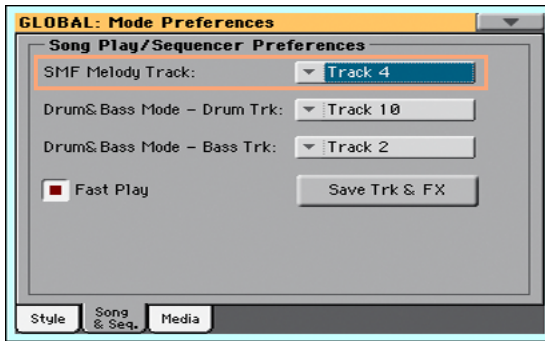 GLOBAL: Mode Preferences
Song Play/Sequencer Preferences
SMF Melody Track: Track 4
Drum&Bass Mode – Drum Trk: Track 10
Drum&Bass Mode – Bass Trk: Track 2
Fast Play Save Trk & FX
Style Song & Seq. Media